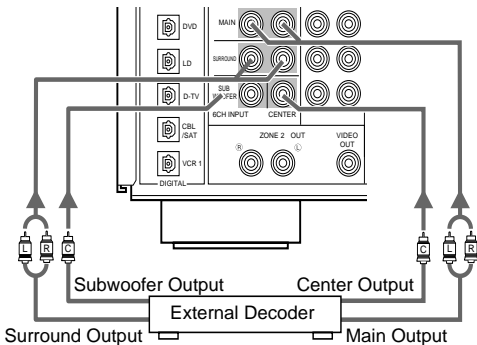 DVD
MAIN
LD
SURROUND
D-TV
SUB
WOOFER
6CH INPUT
CENTER
CBL
/SAT
ZONE 2 OUT
VIDEO
OUT
R
L
VCR 1
DIGITAL
L
R
C
C
L
R
Subwoofer Output
Center Output
External Decoder
Surround Output
Main Output